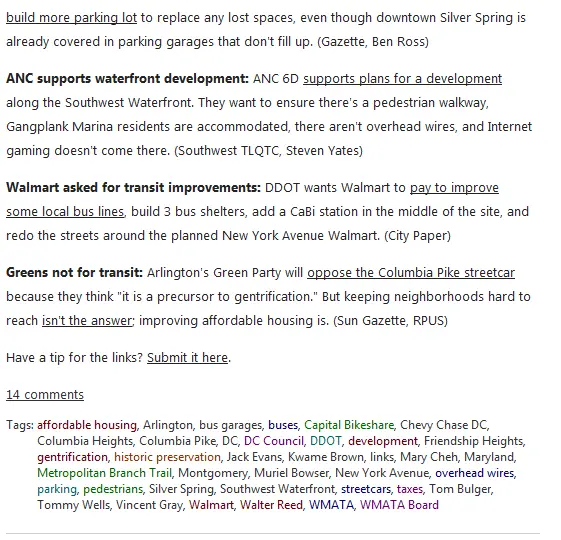 build more parking lot to replace any lost spaces, even though downtown Silver Spring is
already covered in parking garages that don't fill up. (Gazette, Ben Ross)
ANC supports waterfront development: ANC 6D supports plans for a development
along the Southwest Waterfront. They want to ensure there's a pedestrian walkway,
Gangplank Marina residents are accommodated, there aren't overhead wires, and Internet
gaming doesn't come there. (Southwest TLQTC, Steven Yates)
Walmart asked for transit improvements: DDOT wants Walmart to pay to improve
some local bus lines, build 3 bus shelters, add a CaBi station in the middle of the site, and
redo the streets around the planned New York Avenue Walmart. (City Paper)
Greens not for transit: Arlington's Green Party will oppose the Columbia Pike streetcar
because they think "it is a precursor to gentrification." But keeping neighborhoods hard to
reach isn't the answer; improving affordable housing is. (Sun Gazette, RPUS)
Have a tip for the links? Submit it here.
14 comments
Tags: affordable housing, Arlington, bus garages, buses, Capital Bikeshare, Chevy Chase DC,
Columbia Heights, Columbia Pike, DC, DC Council, DDOT, development, Friendship Heights,
gentrification, historic preservation, Jack Evans, Kwame Brown, links, Mary Cheh, Maryland,
Metropolitan Branch Trail, Montgomery, Muriel Bowser, New York Avenue, overhead wires,
parking, pedestrians, Silver Spring, Southwest Waterfront, streetcars, taxes, Tom Bulger,
Tommy Wells, Vincent Gray, Walmart, Walter Reed, WMATA, WMATA Board